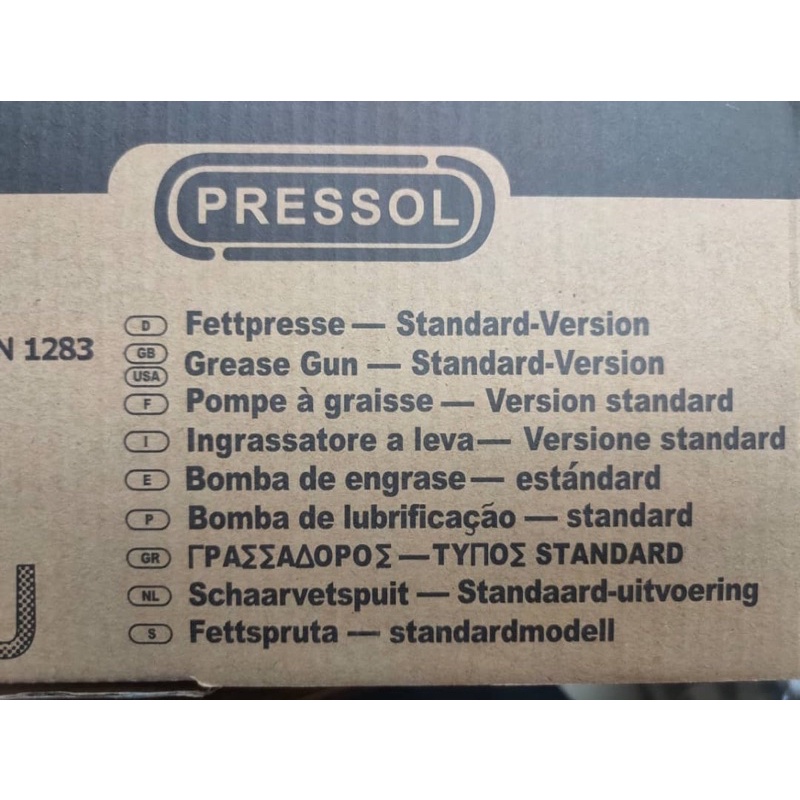 PRESSOL
N 1283
D Fettpresse — Standard-Version
GB USA Grease Gun — Standard-Version
F Pompe à graisse — Version standard
I Ingrassatore a leva — Versione standard
E Bomba de engrase — estándard
P Bomba de lubrificação — standard
GR ΓΡΑΣΣΑΔΟΡΟΣ — ΤΥΠΟΣ STANDARD
NL Schaarvetspuit — Standaard-uitvoering
S Fettspruta — standardmodell